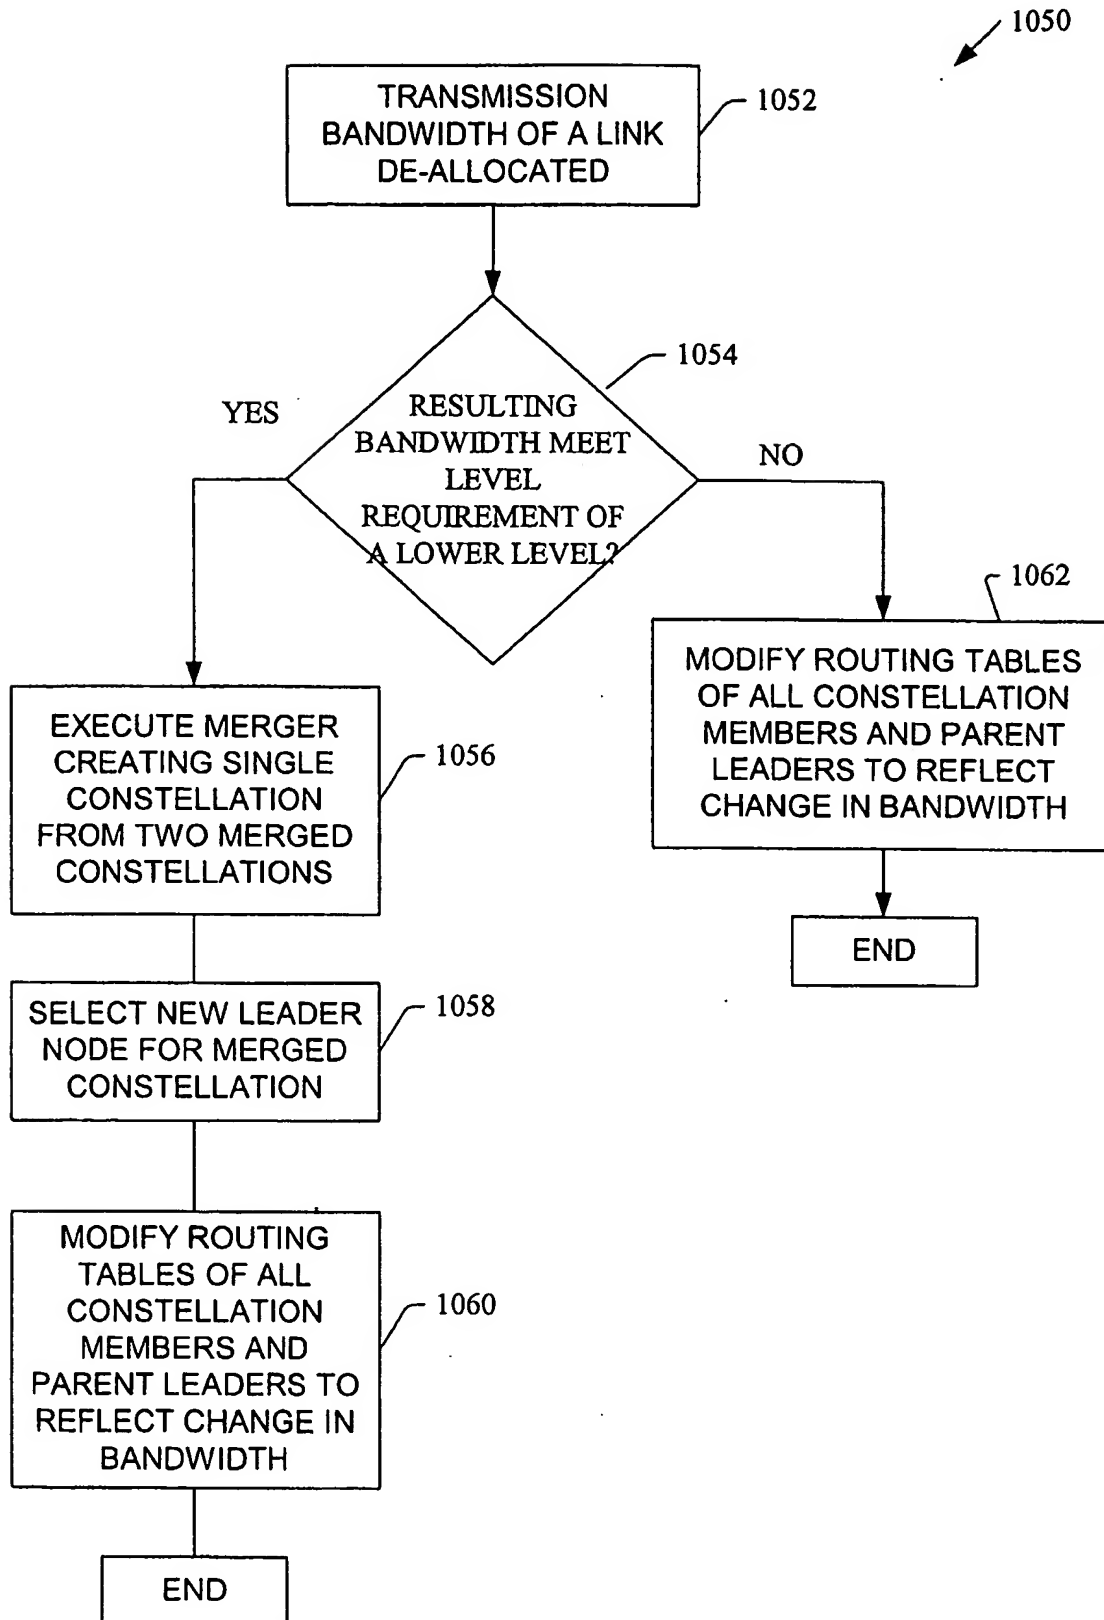 1050
TRANSMISSION
BANDWIDTH OF A LINK
DE-ALLOCATED
1052
1054
YES
RESULTING
BANDWIDTH MEET
LEVEL
REQUIREMENT OF
A LOWER LEVEL?
NO
1062
MODIFY ROUTING TABLES
OF ALL CONSTELLATION
MEMBERS AND PARENT
LEADERS TO REFLECT
CHANGE IN BANDWIDTH
END
EXECUTE MERGER
CREATING SINGLE
CONSTELLATION
FROM TWO MERGED
CONSTELLATIONS
1056
SELECT NEW LEADER
NODE FOR MERGED
CONSTELLATION
1058
MODIFY ROUTING
TABLES OF ALL
CONSTELLATION
MEMBERS AND
PARENT LEADERS TO
REFLECT CHANGE IN
BANDWIDTH
1060
END